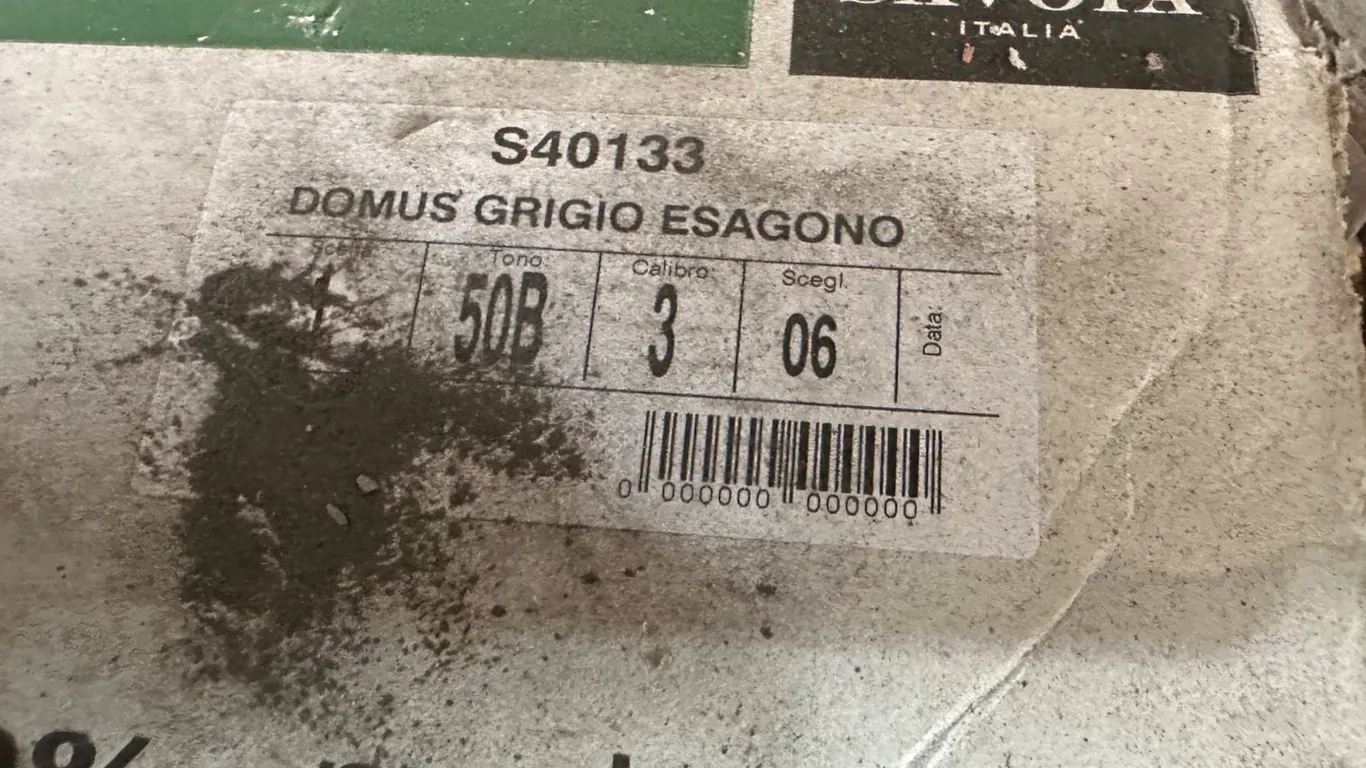 ITALIA
S40133
DOMUS GRIGIO ESAGONO
Tono: Calibro: Scegl. Data:
50B 3 06
0 000000 000000
%